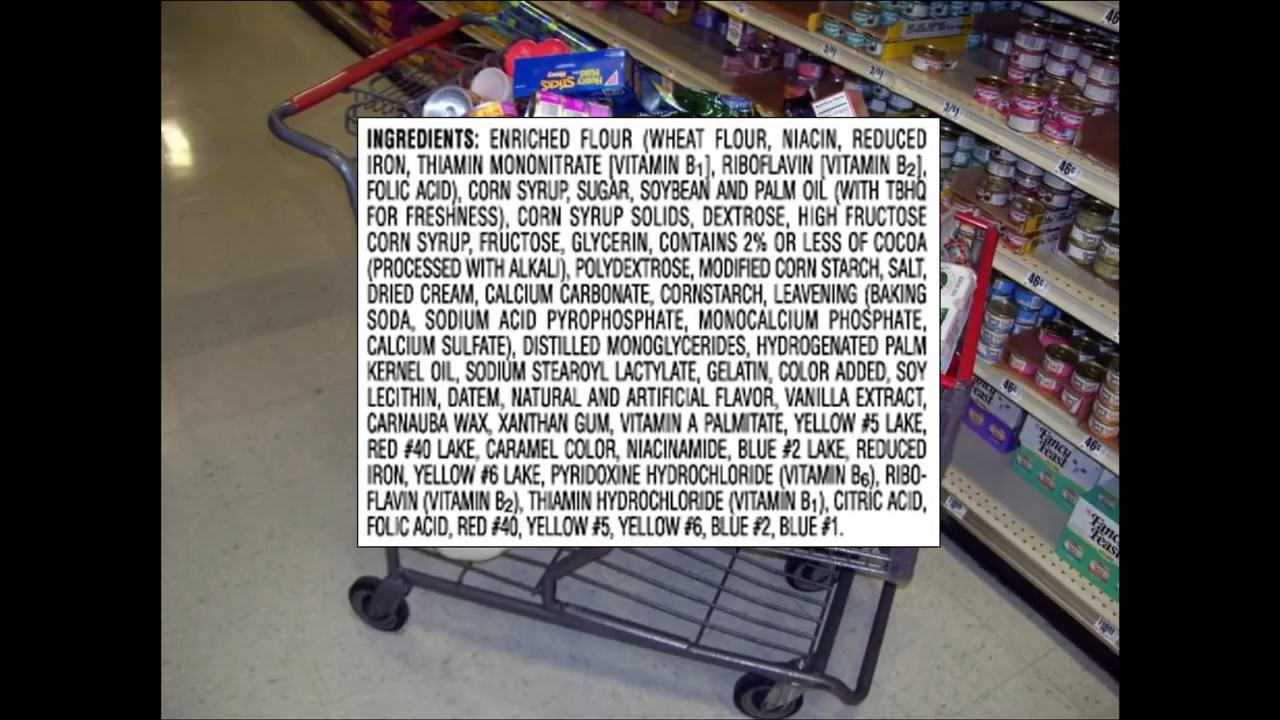 INGREDIENTS: ENRICHED FLOUR (WHEAT FLOUR, NIACIN, REDUCED
IRON, THIAMIN MONONITRATE [VITAMIN B1], RIBOFLAVIN [VITAMIN B2],
FOLIC ACID), CORN SYRUP, SUGAR, SOYBEAN AND PALM OIL (WITH TBHQ
FOR FRESHNESS), CORN SYRUP SOLIDS, DEXTROSE, HIGH FRUCTOSE
CORN SYRUP, FRUCTOSE, GLYCERIN, CONTAINS 2% OR LESS OF COCOA
(PROCESSED WITH ALKALI), POLYDEXTROSE, MODIFIED CORN STARCH, SALT,
DRIED CREAM, CALCIUM CARBONATE, CORNSTARCH, LEAVENING (BAKING
SODA, SODIUM ACID PYROPHOSPHATE, MONOCALCIUM PHOSPHATE,
CALCIUM SULFATE), DISTILLED MONOGLYCERIDES, HYDROGENATED PALM
KERNEL OIL, SODIUM STEAROYL LACTYLATE, GELATIN, COLOR ADDED, SOY
LECITHIN, DATEM, NATURAL AND ARTIFICIAL FLAVOR, VANILLA EXTRACT,
CARNAUBA WAX, XANTHAN GUM, VITAMIN A PALMITATE, YELLOW #5 LAKE,
RED #40 LAKE, CARAMEL COLOR, NIACINAMIDE, BLUE #2 LAKE, REDUCED
IRON, YELLOW #6 LAKE, PYRIDOXINE HYDROCHLORIDE (VITAMIN B6), RIBO-
FLAVIN (VITAMIN B2), THIAMIN HYDROCHLORIDE (VITAMIN B1), CITRIC ACID,
FOLIC ACID, RED #40, YELLOW #5, YELLOW #6, BLUE #2, BLUE #1.
Honey
Sticks
46¢
2/$1
46¢
46¢
46¢
46¢
Fancy
Feast
Fancy
Feast